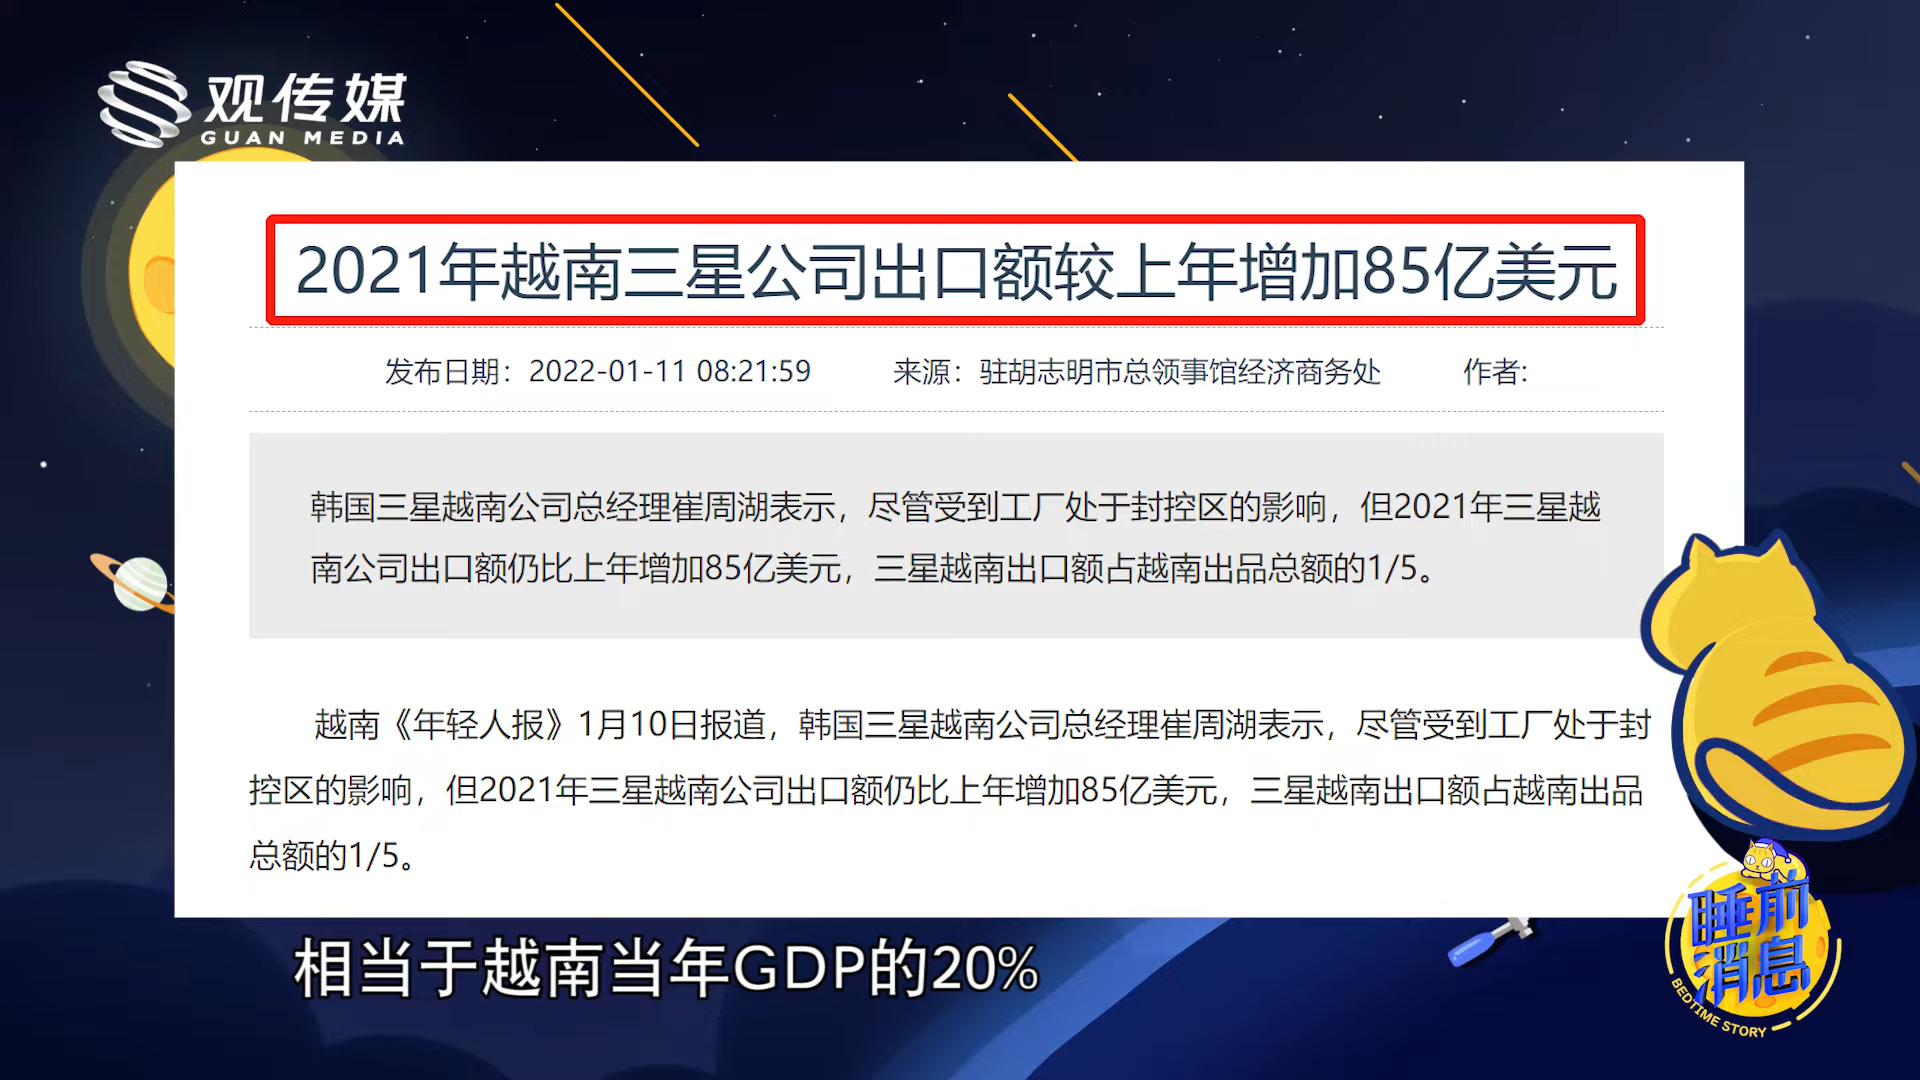 观传媒
GUAN MEDIA
2021年越南三星公司出口额较上年增加85亿美元
发布日期：2022-01-11 08:21:59 来源：驻胡志明市总领事馆经济商务处 作者:
韩国三星越南公司总经理崔周湖表示，尽管受到工厂处于封控区的影响，但2021年三星越
南公司出口额仍比上年增加85亿美元，三星越南出口额占越南出品总额的1/5。
越南《年轻人报》1月10日报道，韩国三星越南公司总经理崔周湖表示，尽管受到工厂处于封
控区的影响，但2021年三星越南公司出口额仍比上年增加85亿美元，三星越南出口额占越南出品
总额的1/5。
相当于越南当年GDP的20%
睡前
消息
BEDTIME STORY